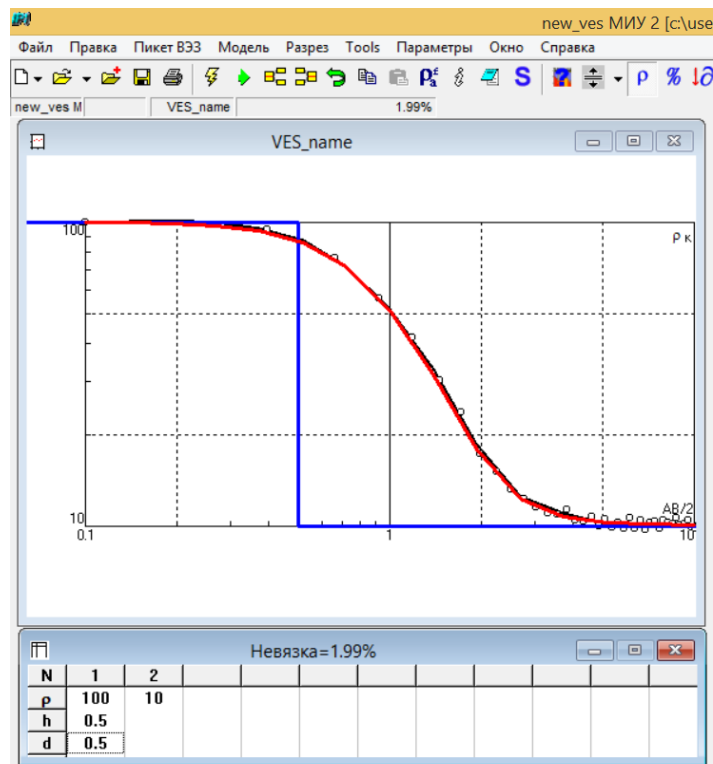 new_ves МИУ 2 [c:\use
Файл Правка Пикет ВЭЗ Модель Разрез Tools Параметры Окно Справка
ρ %
new_ves М VES_name 1.99%
VES_name
100
ρ к
10
AB/2
0.1 1 10
Невязка=1.99%
N 1 2
ρ 100 10
h 0.5
d 0.5